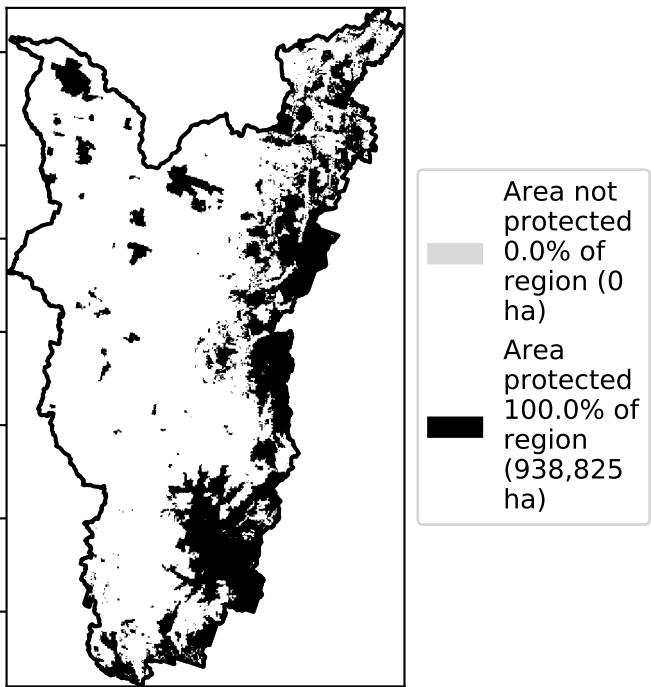 Area not
protected
0.0% of
region (0
ha)
Area
protected
100.0% of
region
(938,825
ha)